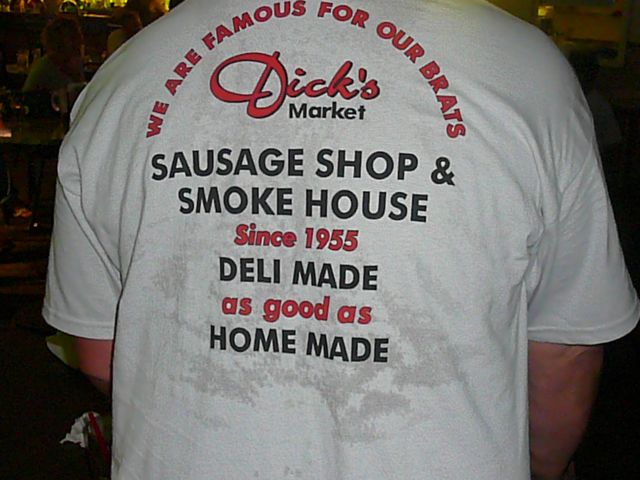 WE ARE FAMOUS FOR OUR BRATS
Dick's
Market
SAUSAGE SHOP &
SMOKE HOUSE
Since 1955
DELI MADE
as good as
HOME MADE